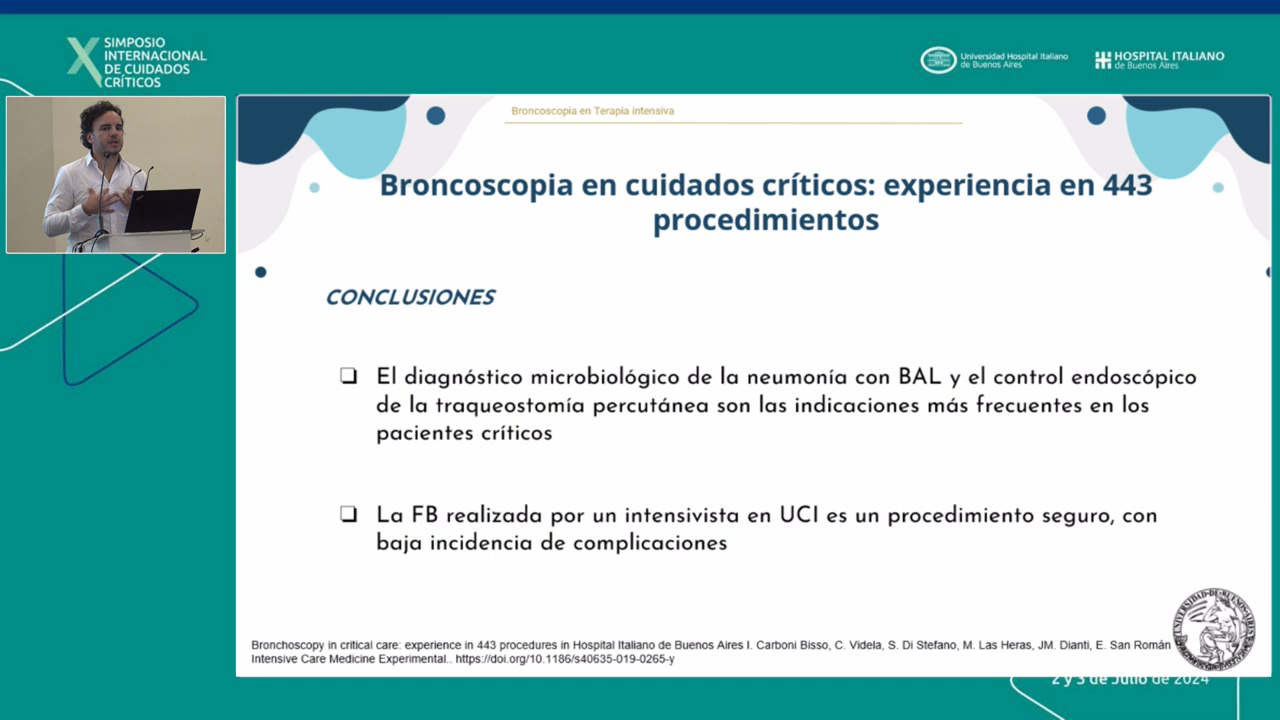 SIMPOSIO
INTERNACIONAL
DE CUIDADOS
CRÍTICOS
Universidad Hospital Italiano
de Buenos Aires
HOSPITAL ITALIANO
de Buenos Aires
Broncoscopia en Terapia intensiva
Broncoscopia en cuidados críticos: experiencia en 443
procedimientos
CONCLUSIONES
❑ El diagnóstico microbiológico de la neumonía con BAL y el control endoscópico
de la traqueostomía percutánea son las indicaciones más frecuentes en los
pacientes críticos
❑ La FB realizada por un intensivista en UCI es un procedimiento seguro, con
baja incidencia de complicaciones
Bronchoscopy in critical care: experience in 443 procedures in Hospital Italiano de Buenos Aires I. Carboni Bisso, C. Videla, S. Di Stefano, M. Las Heras, JM. Dianti, E. San Román
Intensive Care Medicine Experimental.. https://doi.org/10.1186/s40635-019-0265-y
2 y 3 de Julio de 2024